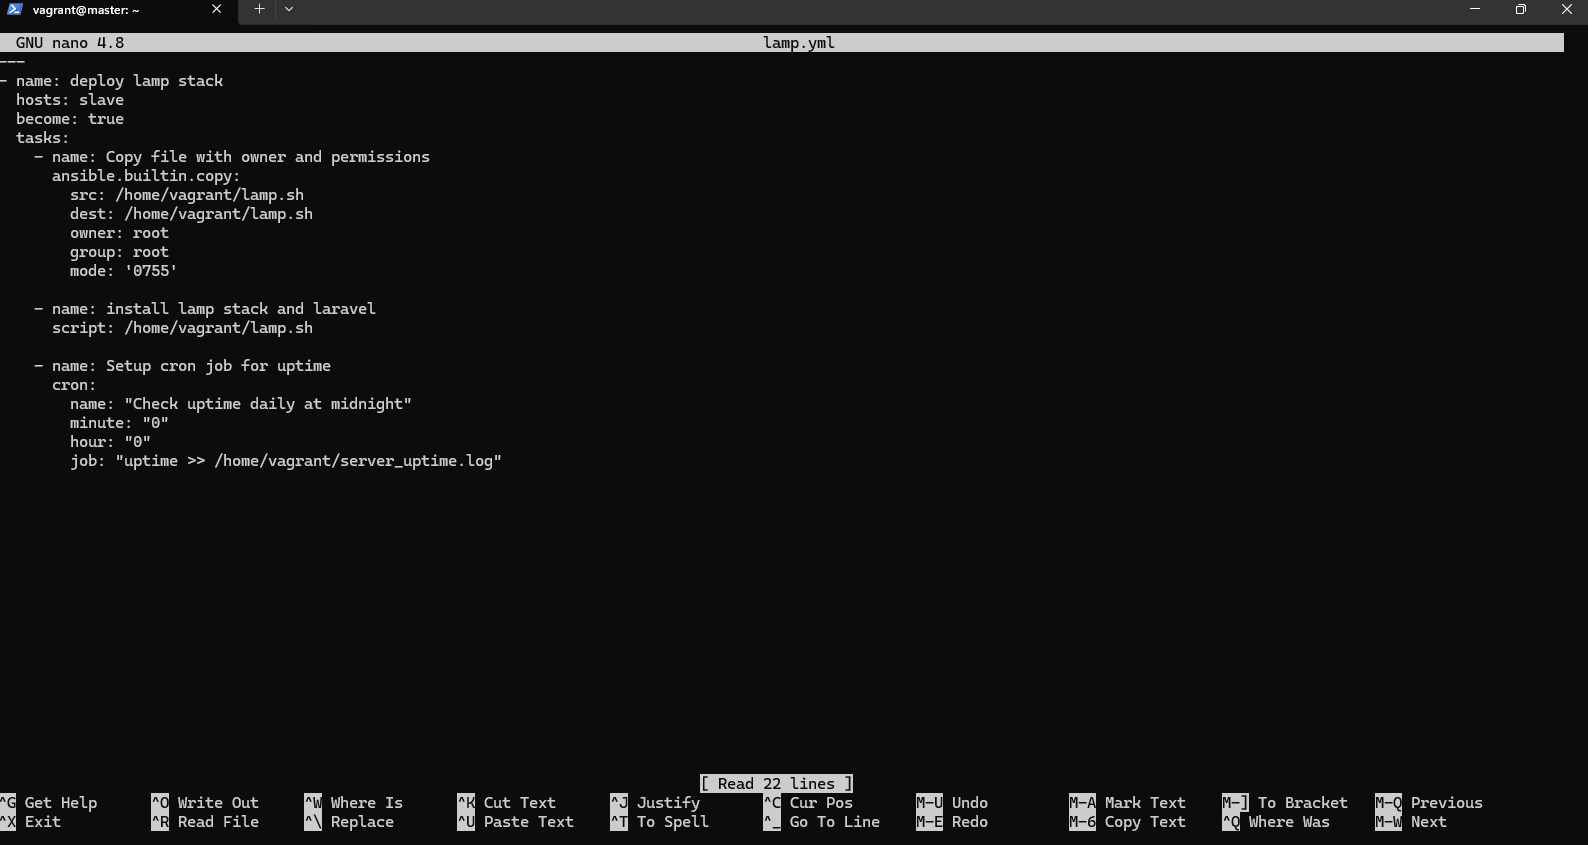 vagrant@master: ~
GNU nano 4.8 lamp.yml
---
- name: deploy lamp stack
  hosts: slave
  become: true
  tasks:
    - name: Copy file with owner and permissions
      ansible.builtin.copy:
        src: /home/vagrant/lamp.sh
        dest: /home/vagrant/lamp.sh
        owner: root
        group: root
        mode: '0755'
    - name: install lamp stack and laravel
      script: /home/vagrant/lamp.sh
    - name: Setup cron job for uptime
      cron:
        name: "Check uptime daily at midnight"
        minute: "0"
        hour: "0"
        job: "uptime >> /home/vagrant/server_uptime.log"
[ Read 22 lines ]
^G Get Help ^O Write Out ^W Where Is ^K Cut Text ^J Justify ^C Cur Pos M-U Undo M-A Mark Text M-] To Bracket M-Q Previous
^X Exit ^R Read File ^\ Replace ^U Paste Text ^T To Spell ^_ Go To Line M-E Redo M-6 Copy Text ^Q Where Was M-W Next